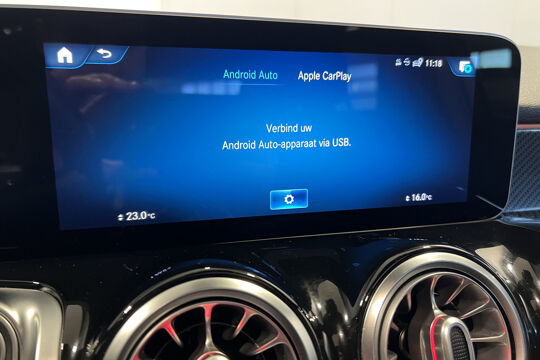 Android Auto Apple CarPlay 11:18
Verbind uw
Android Auto-apparaat via USB.
23.0°C 16.0°C